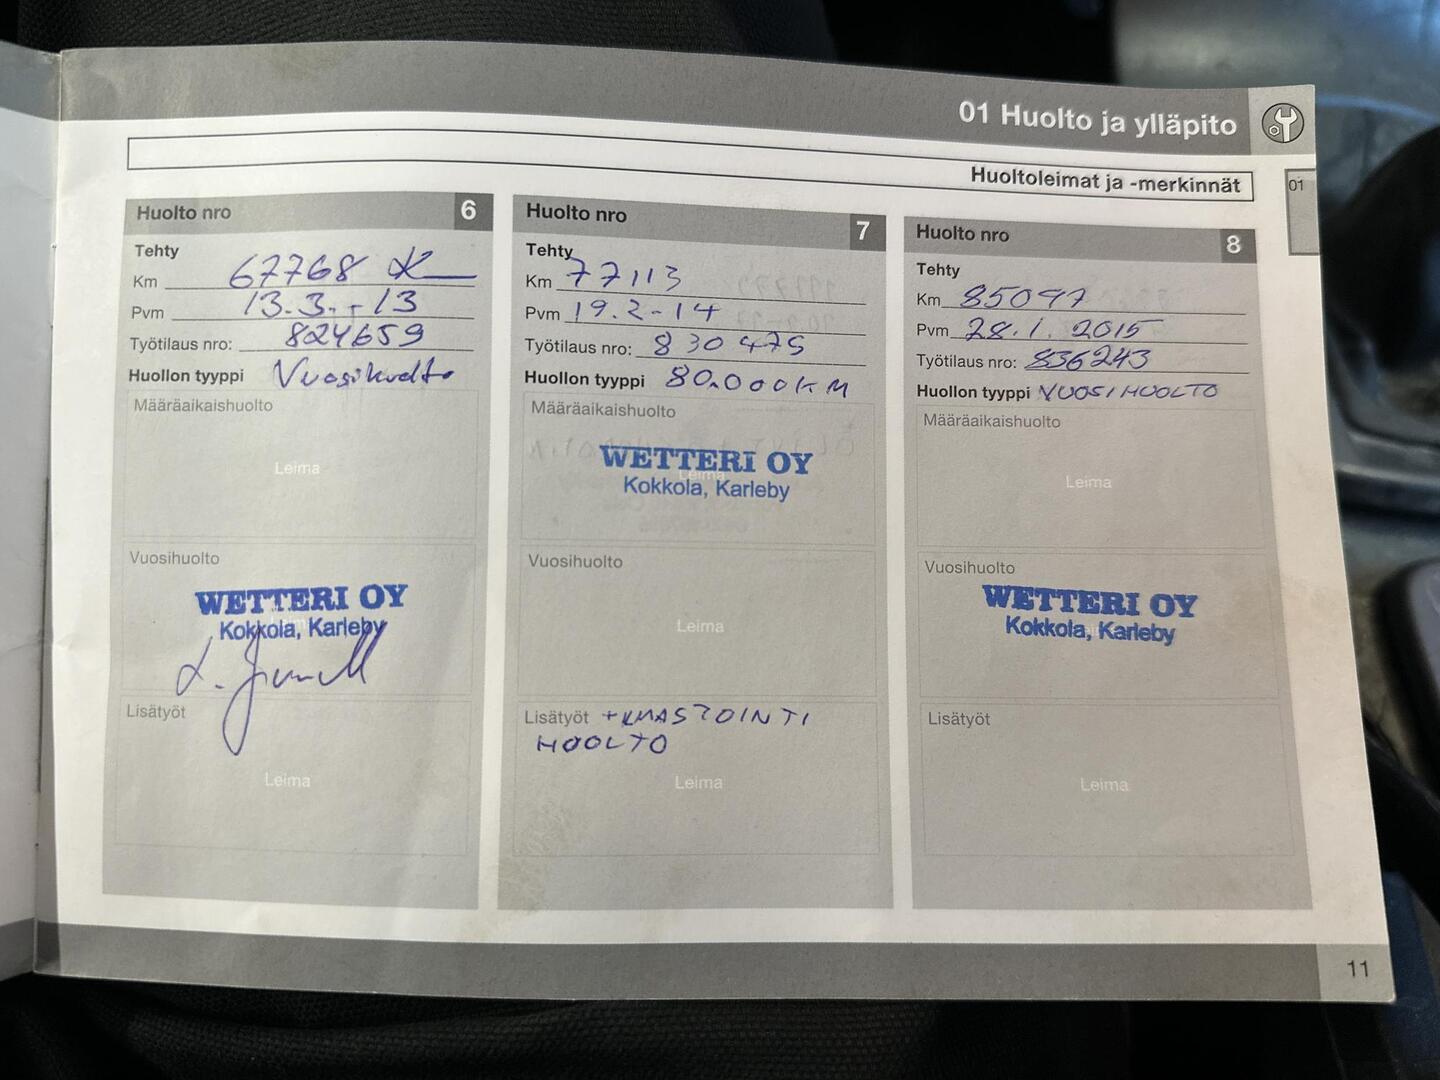 01 Huolto ja ylläpito
Huoltoleimat ja -merkinnät
01
Huolto nro 6
Tehty
Km 67768
Pvm 13.3.-13
Työtilaus nro: 824659
Huollon tyyppi Vuosihuolto
Määräaikaishuolto
Leima
Vuosihuolto
WETTERI OY
Kokkola, Karleby
Lisätyöt
Leima
Huolto nro 7
Tehty
Km 77113
Pvm 19.2-14
Työtilaus nro: 830475
Huollon tyyppi 80.000KM
Määräaikaishuolto
WETTERI OY
Leima
Kokkola, Karleby
Vuosihuolto
Leima
Lisätyöt +ILMASTOINTI
HUOLTO
Leima
Huolto nro 8
Tehty
Km 85097
Pvm 28.1. 2015
Työtilaus nro: 836243
Huollon tyyppi VUOSIHUOLTO
Määräaikaishuolto
Leima
Vuosihuolto
WETTERI OY
Kokkola, Karleby
Lisätyöt
Leima
11